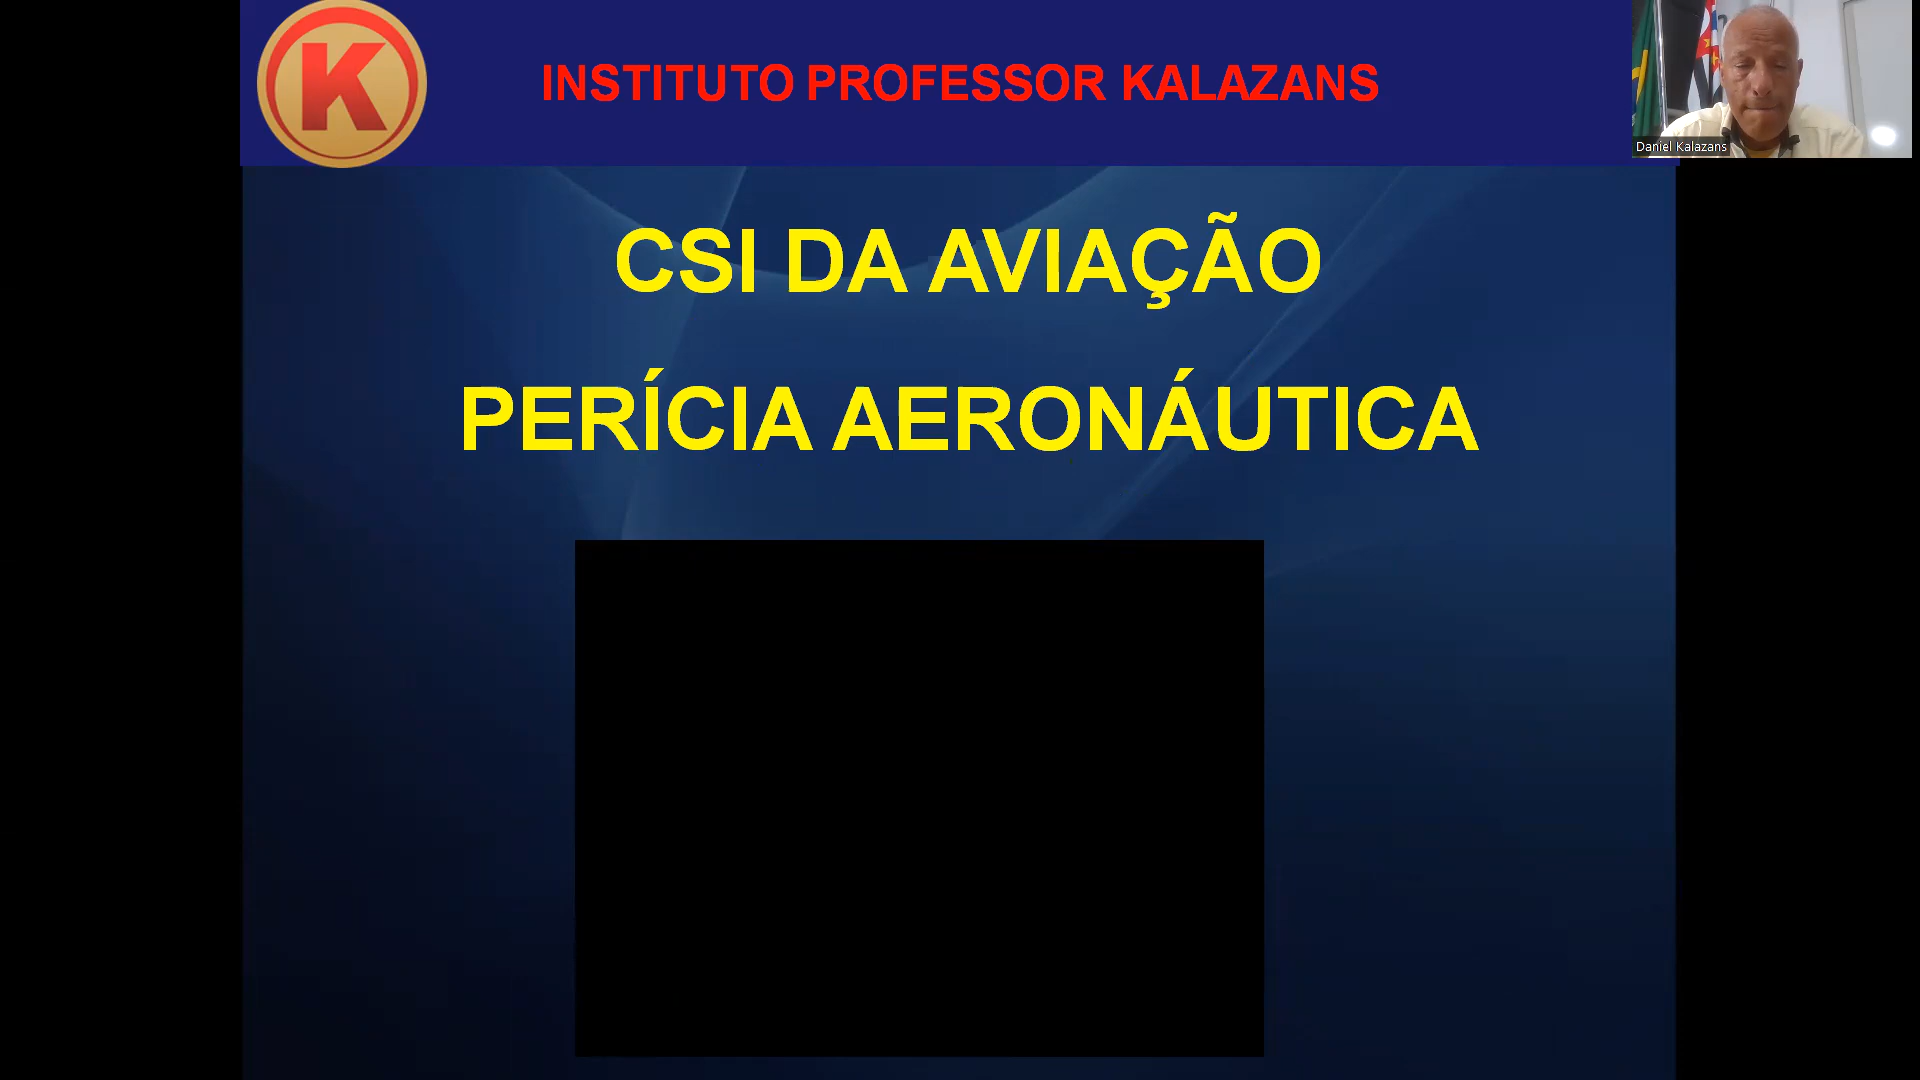 K
INSTITUTO PROFESSOR KALAZANS
Daniel Kalazans
CSI DA AVIAÇÃO
PERÍCIA AERONÁUTICA